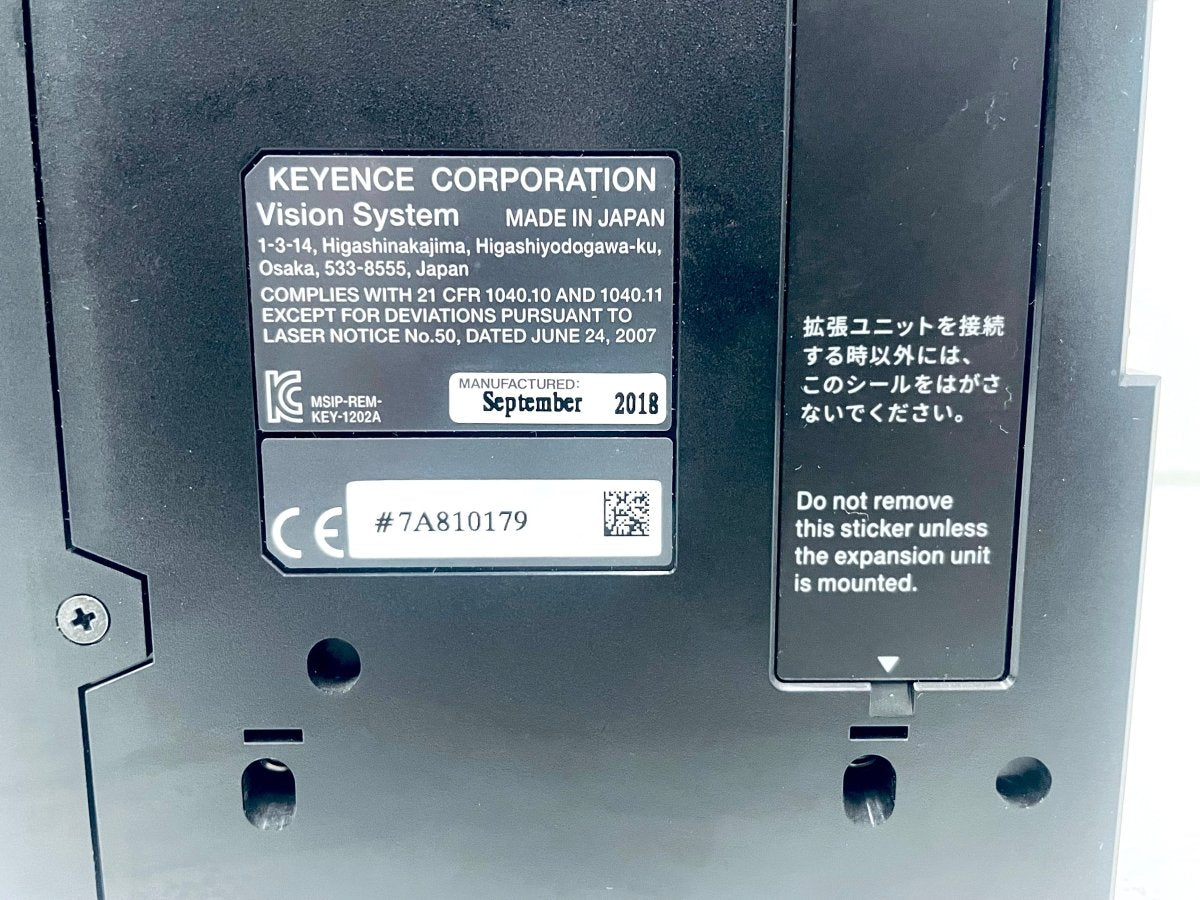 KEYENCE CORPORATION
Vision System MADE IN JAPAN
1-3-14, Higashinakajima, Higashiyodogawa-ku,
Osaka, 533-8555, Japan
COMPLIES WITH 21 CFR 1040.10 AND 1040.11
EXCEPT FOR DEVIATIONS PURSUANT TO
LASER NOTICE No.50, DATED JUNE 24, 2007
MSIP-REM-
KEY-1202A
MANUFACTURED:
September 2018
CE
#7A810179
拡張ユニットを接続
する時以外には、
このシールをはがさ
ないでください。
Do not remove
this sticker unless
the expansion unit
is mounted.